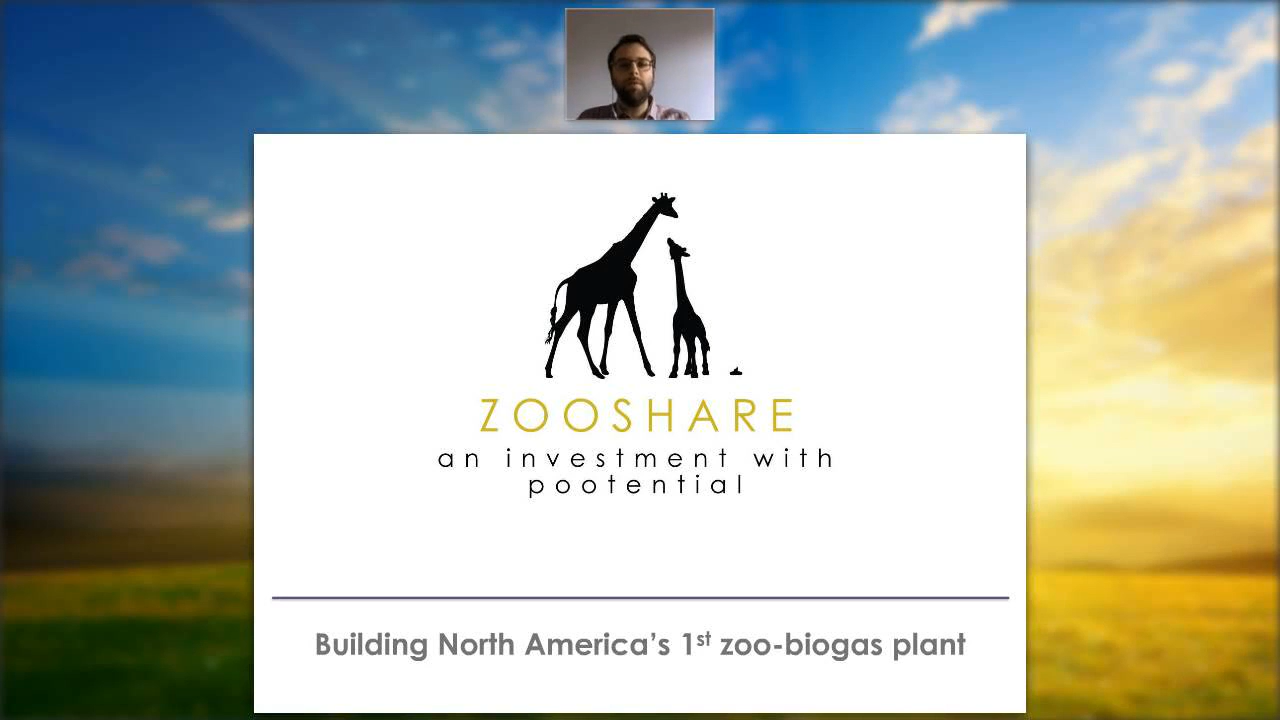 ZOOSHARE
an investment with
pootential
Building North America’s 1st zoo-biogas plant